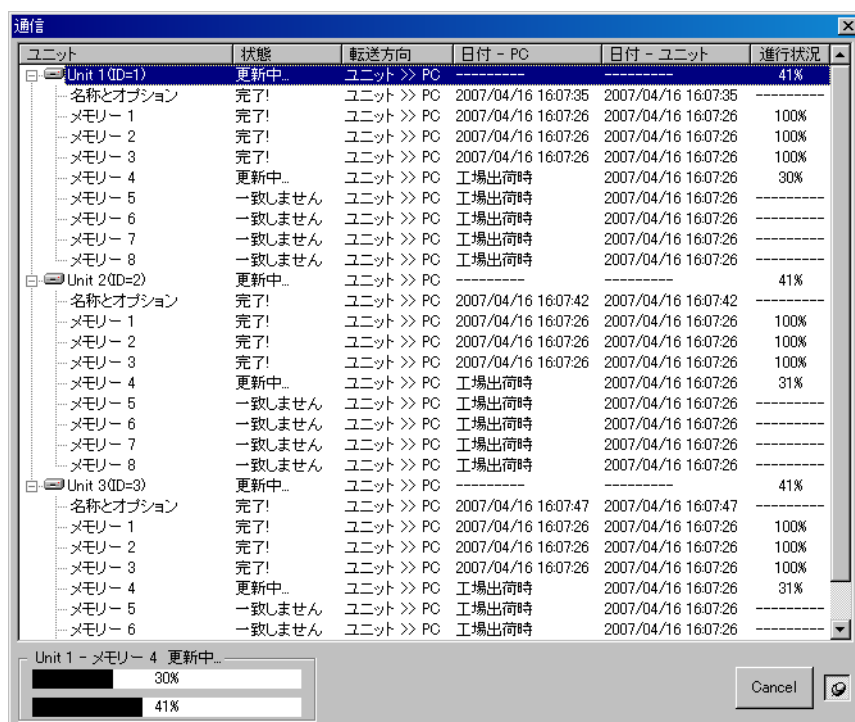 通信
ユニット 状態 転送方向 日付 - PC 日付 - ユニット 進行状況
Unit 1(ID=1) 更新中... ユニット >> PC --------- --------- 41%
名称とオプション 完了! ユニット >> PC 2007/04/16 16:07:35 2007/04/16 16:07:35 ---------
メモリー 1 完了! ユニット >> PC 2007/04/16 16:07:26 2007/04/16 16:07:26 100%
メモリー 2 完了! ユニット >> PC 2007/04/16 16:07:26 2007/04/16 16:07:26 100%
メモリー 3 完了! ユニット >> PC 2007/04/16 16:07:26 2007/04/16 16:07:26 100%
メモリー 4 更新中... ユニット >> PC 工場出荷時 2007/04/16 16:07:26 30%
メモリー 5 一致しません ユニット >> PC 工場出荷時 2007/04/16 16:07:26 ---------
メモリー 6 一致しません ユニット >> PC 工場出荷時 2007/04/16 16:07:26 ---------
メモリー 7 一致しません ユニット >> PC 工場出荷時 2007/04/16 16:07:26 ---------
メモリー 8 一致しません ユニット >> PC 工場出荷時 2007/04/16 16:07:26 ---------
Unit 2(ID=2) 更新中... ユニット >> PC --------- --------- 41%
名称とオプション 完了! ユニット >> PC 2007/04/16 16:07:42 2007/04/16 16:07:42 ---------
メモリー 1 完了! ユニット >> PC 2007/04/16 16:07:26 2007/04/16 16:07:26 100%
メモリー 2 完了! ユニット >> PC 2007/04/16 16:07:26 2007/04/16 16:07:26 100%
メモリー 3 完了! ユニット >> PC 2007/04/16 16:07:26 2007/04/16 16:07:26 100%
メモリー 4 更新中... ユニット >> PC 工場出荷時 2007/04/16 16:07:26 31%
メモリー 5 一致しません ユニット >> PC 工場出荷時 2007/04/16 16:07:26 ---------
メモリー 6 一致しません ユニット >> PC 工場出荷時 2007/04/16 16:07:26 ---------
メモリー 7 一致しません ユニット >> PC 工場出荷時 2007/04/16 16:07:26 ---------
メモリー 8 一致しません ユニット >> PC 工場出荷時 2007/04/16 16:07:26 ---------
Unit 3(ID=3) 更新中... ユニット >> PC --------- --------- 41%
名称とオプション 完了! ユニット >> PC 2007/04/16 16:07:47 2007/04/16 16:07:47 ---------
メモリー 1 完了! ユニット >> PC 2007/04/16 16:07:26 2007/04/16 16:07:26 100%
メモリー 2 完了! ユニット >> PC 2007/04/16 16:07:26 2007/04/16 16:07:26 100%
メモリー 3 完了! ユニット >> PC 2007/04/16 16:07:26 2007/04/16 16:07:26 100%
メモリー 4 更新中... ユニット >> PC 工場出荷時 2007/04/16 16:07:26 31%
メモリー 5 一致しません ユニット >> PC 工場出荷時 2007/04/16 16:07:26 ---------
メモリー 6 一致しません ユニット >> PC 工場出荷時 2007/04/16 16:07:26 ---------
Unit 1 - メモリー 4 更新中...
30%
41%
Cancel